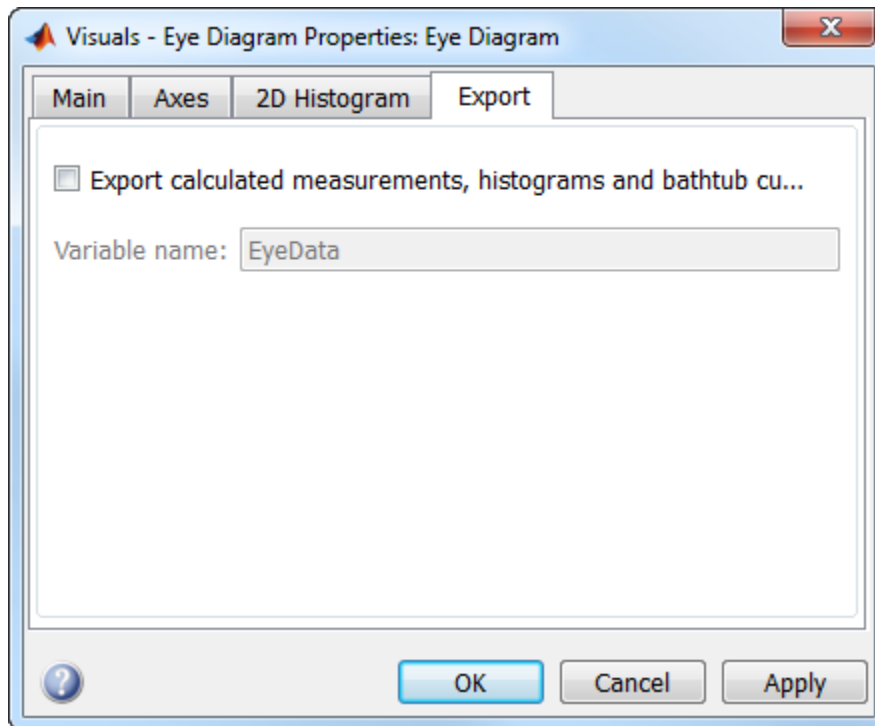 Visuals - Eye Diagram Properties: Eye Diagram
Main Axes 2D Histogram Export
Export calculated measurements, histograms and bathtub cu...
Variable name: EyeData
? OK Cancel Apply